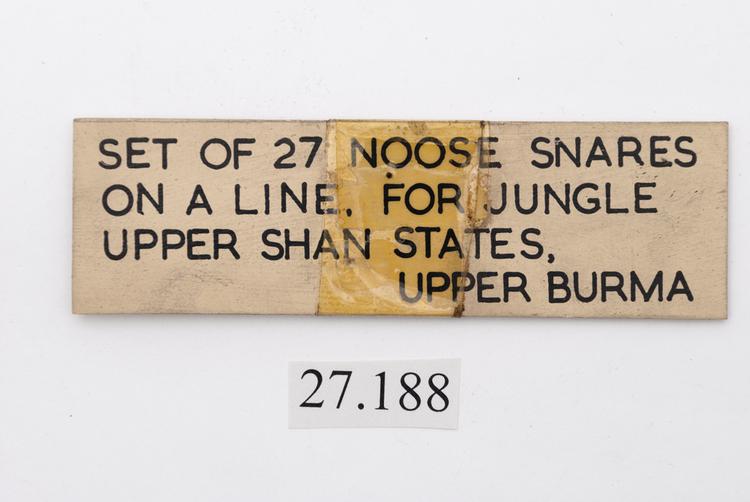 SET OF 27 NOOSE SNARES
ON A LINE. FOR JUNGLE
UPPER SHAN STATES,
UPPER BURMA
27.188